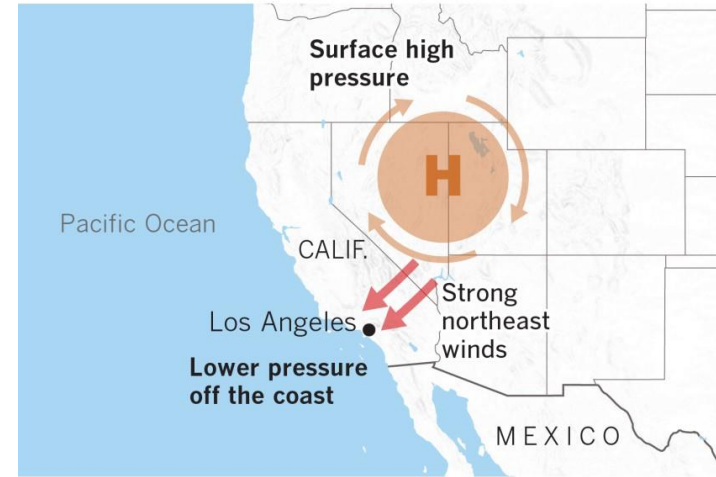 Surface high
pressure
H
Pacific Ocean
CALIF.
Strong
northeast
winds
Los Angeles
Lower pressure
off the coast
MEXICO